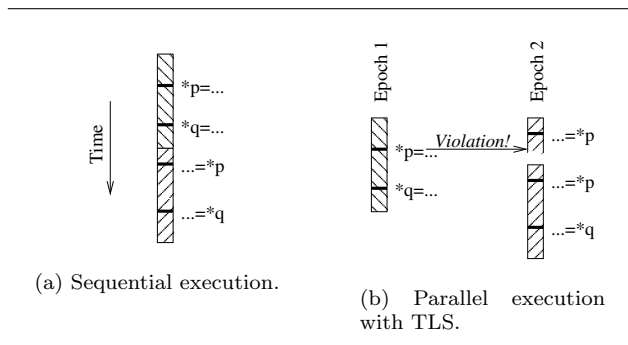 Time
*p=...
*q=...
...=*p
...=*q
(a) Sequential execution.
Epoch 1
Epoch 2
*p=...
Violation!
...=*p
*q=...
...=*p
...=*q
(b) Parallel execution
with TLS.